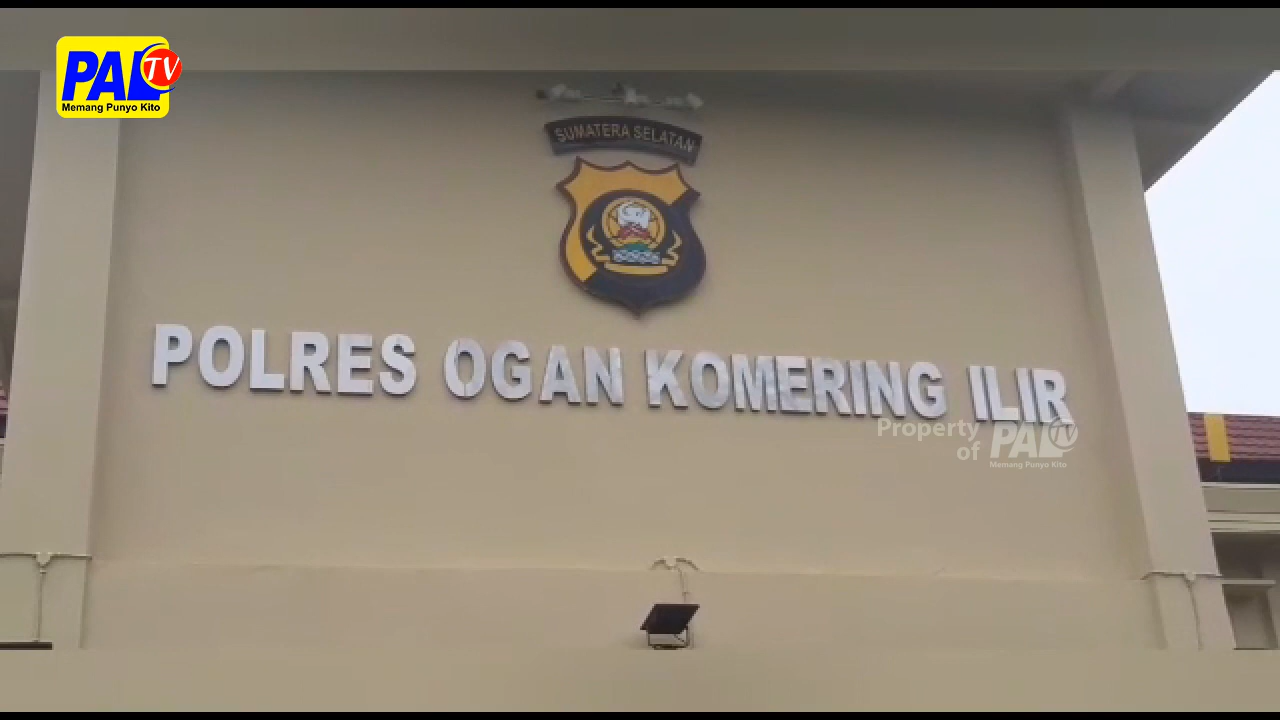 PAL TV
Memang Punyo Kito
SUMATERA SELATAN
POLRES OGAN KOMERING ILIR
Property
of PAL TV
Memang Punyo Kito